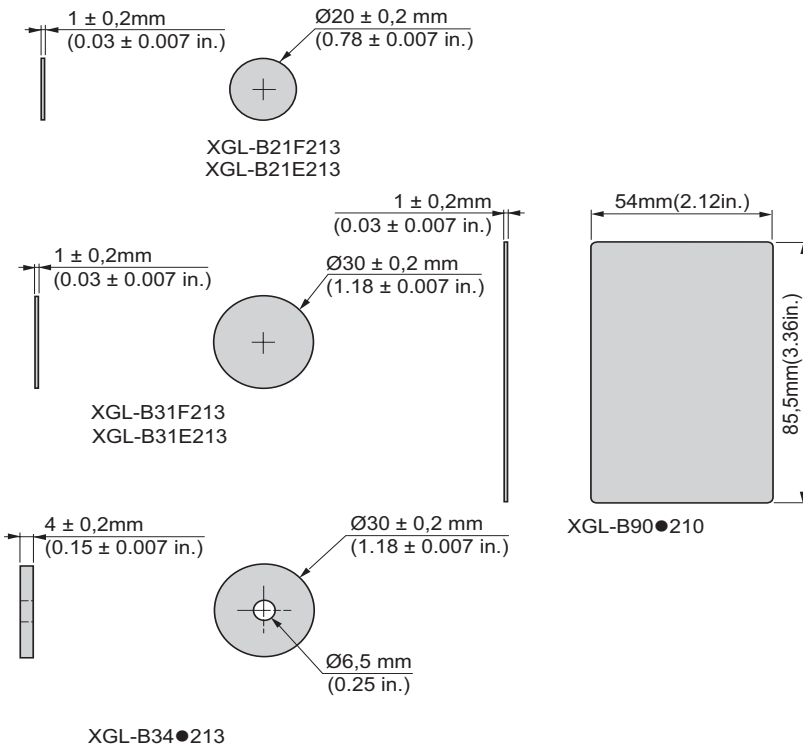 1 ± 0,2mm
(0.03 ± 0.007 in.)
Ø20 ± 0,2 mm
(0.78 ± 0.007 in.)
XGL-B21F213
XGL-B21E213
1 ± 0,2mm
(0.03 ± 0.007 in.)
Ø30 ± 0,2 mm
(1.18 ± 0.007 in.)
XGL-B31F213
XGL-B31E213
1 ± 0,2mm
(0.03 ± 0.007 in.)
54mm(2.12in.)
85,5mm(3.36in.)
XGL-B90●210
4 ± 0,2mm
(0.15 ± 0.007 in.)
Ø30 ± 0,2 mm
(1.18 ± 0.007 in.)
Ø6,5 mm
(0.25 in.)
XGL-B34●213